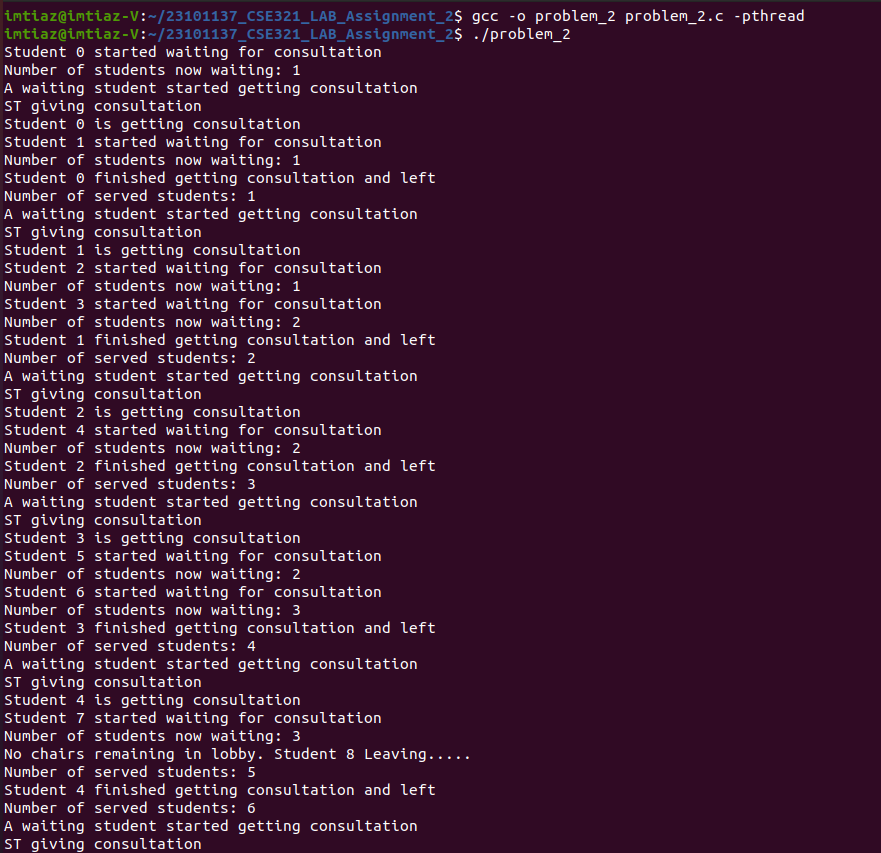 imtiaz@imtiaz-V:~/23101137_CSE321_LAB_Assignment_2$ gcc -o problem_2 problem_2.c -pthread
imtiaz@imtiaz-V:~/23101137_CSE321_LAB_Assignment_2$ ./problem_2
Student 0 started waiting for consultation
Number of students now waiting: 1
A waiting student started getting consultation
ST giving consultation
Student 0 is getting consultation
Student 1 started waiting for consultation
Number of students now waiting: 1
Student 0 finished getting consultation and left
Number of served students: 1
A waiting student started getting consultation
ST giving consultation
Student 1 is getting consultation
Student 2 started waiting for consultation
Number of students now waiting: 1
Student 3 started waiting for consultation
Number of students now waiting: 2
Student 1 finished getting consultation and left
Number of served students: 2
A waiting student started getting consultation
ST giving consultation
Student 2 is getting consultation
Student 4 started waiting for consultation
Number of students now waiting: 2
Student 2 finished getting consultation and left
Number of served students: 3
A waiting student started getting consultation
ST giving consultation
Student 3 is getting consultation
Student 5 started waiting for consultation
Number of students now waiting: 2
Student 6 started waiting for consultation
Number of students now waiting: 3
Student 3 finished getting consultation and left
Number of served students: 4
A waiting student started getting consultation
ST giving consultation
Student 4 is getting consultation
Student 7 started waiting for consultation
Number of students now waiting: 3
No chairs remaining in lobby. Student 8 Leaving.....
Number of served students: 5
Student 4 finished getting consultation and left
Number of served students: 6
A waiting student started getting consultation
ST giving consultation